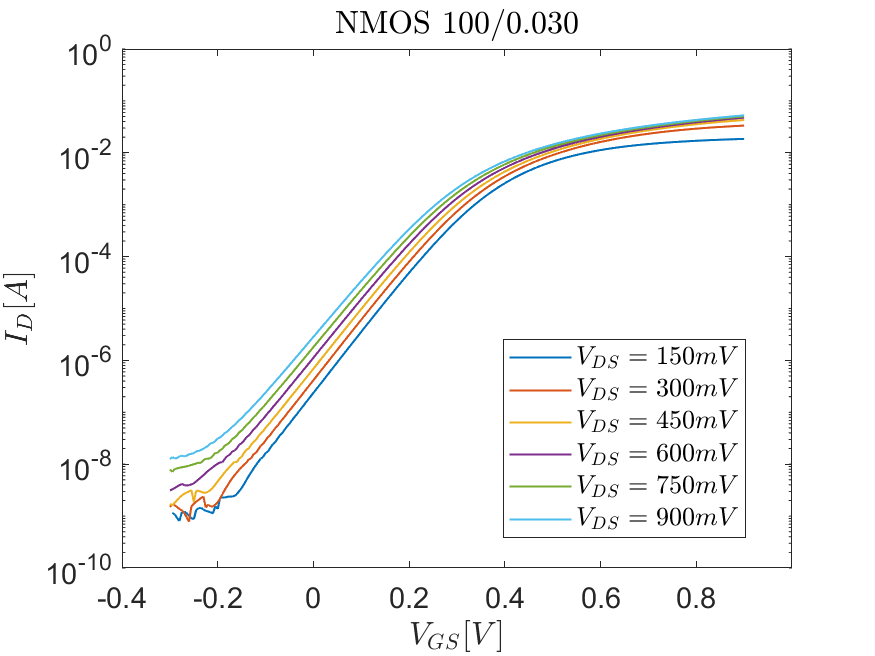 NMOS 100/0.030
10^0
10^-2
10^-4
10^-6
10^-8
10^-10
I_D[A]
-0.4 -0.2 0 0.2 0.4 0.6 0.8
V_GS[V]
V_DS = 150mV
V_DS = 300mV
V_DS = 450mV
V_DS = 600mV
V_DS = 750mV
V_DS = 900mV